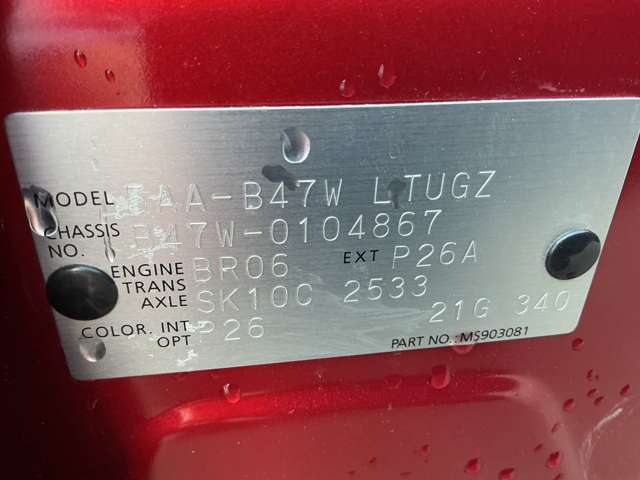 MODEL 5AA-B47W LTUGZ
CHASSIS NO. B47W-0104867
ENGINE BR06 EXT P26A
TRANS AXLE SK10C 2533
21G 340
COLOR. INT OPT P26
PART NO.:MS903081